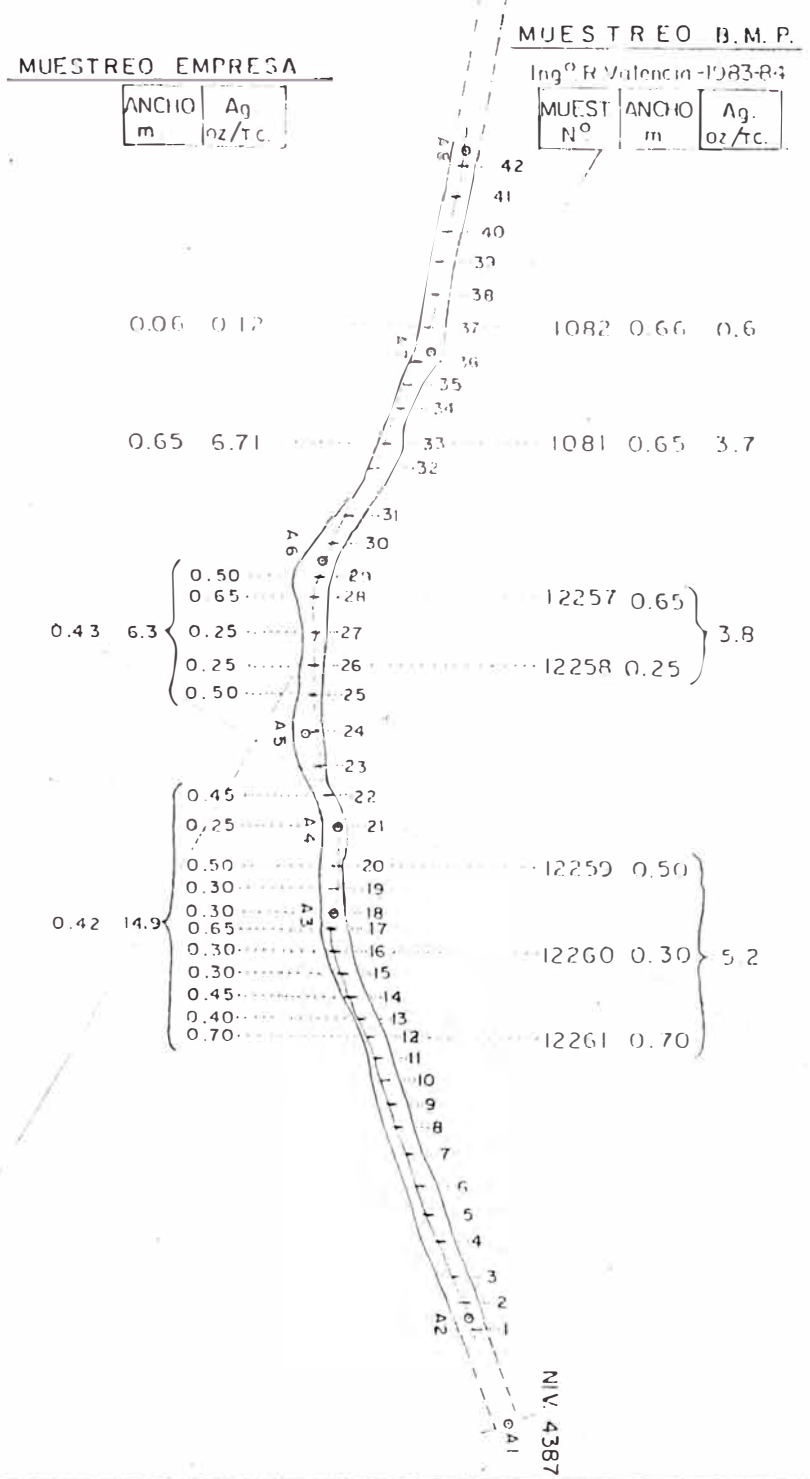 MUESTREO B.M.P.
MUESTREO EMPRESA
Ingº R Valencia -1983-84
ANCHO m Ag oz/TC.
MUEST Nº ANCHO m Ag. oz/TC.
A8
42
41
40
39
38
0.06 0.12 37 1082 0.66 0.6
A7
36
35
34
0.65 6.71 33 1081 0.65 3.7
32
31
A6
30
0.50 29
0.65 28 12257 0.65
0.43 6.3 0.25 27 3.8
0.25 26 12258 0.25
0.50 25
A5
24
23
0.45 22
0.25 A4 21
0.50 20 12259 0.50
0.30 19
0.30 A3 18
0.42 14.9 0.65 17
0.30 16 12260 0.30 5.2
0.30 15
0.45 14
0.40 13
0.70 12 12261 0.70
11
10
9
8
7
6
5
4
3
2
A2 1
NIV. 4387
A1